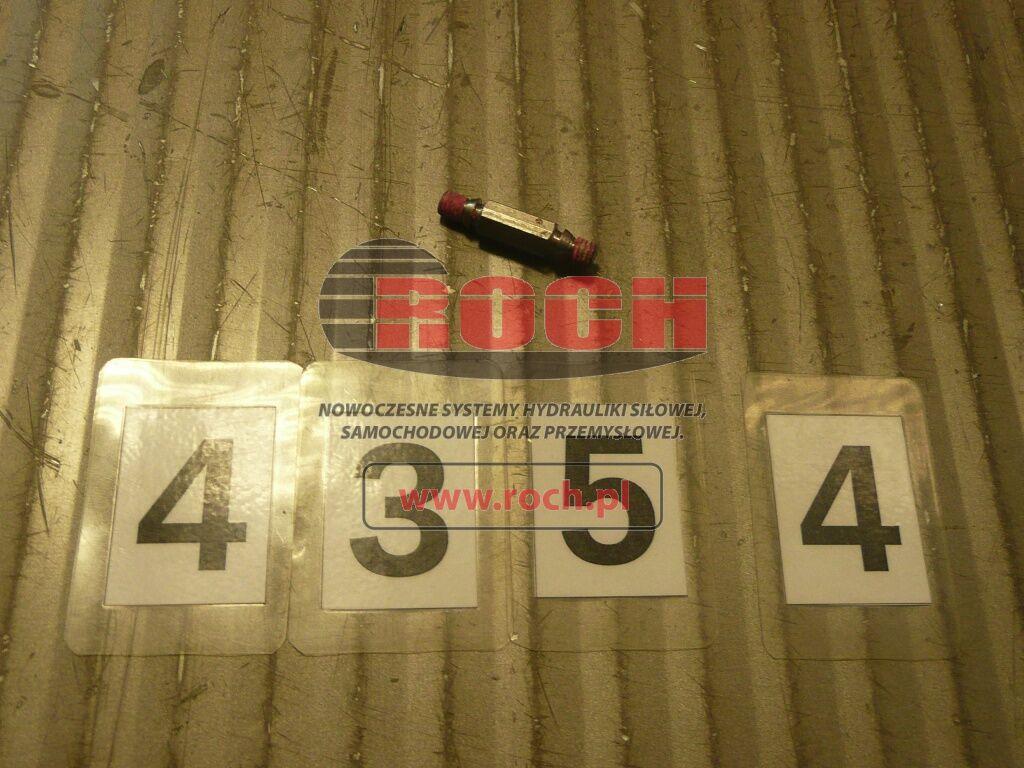 ROCH
NOWOCZESNE SYSTEMY HYDRAULIKI SIŁOWEJ,
SAMOCHODOWEJ ORAZ PRZEMYSŁOWEJ.
www.roch.pl
4 3 5 4